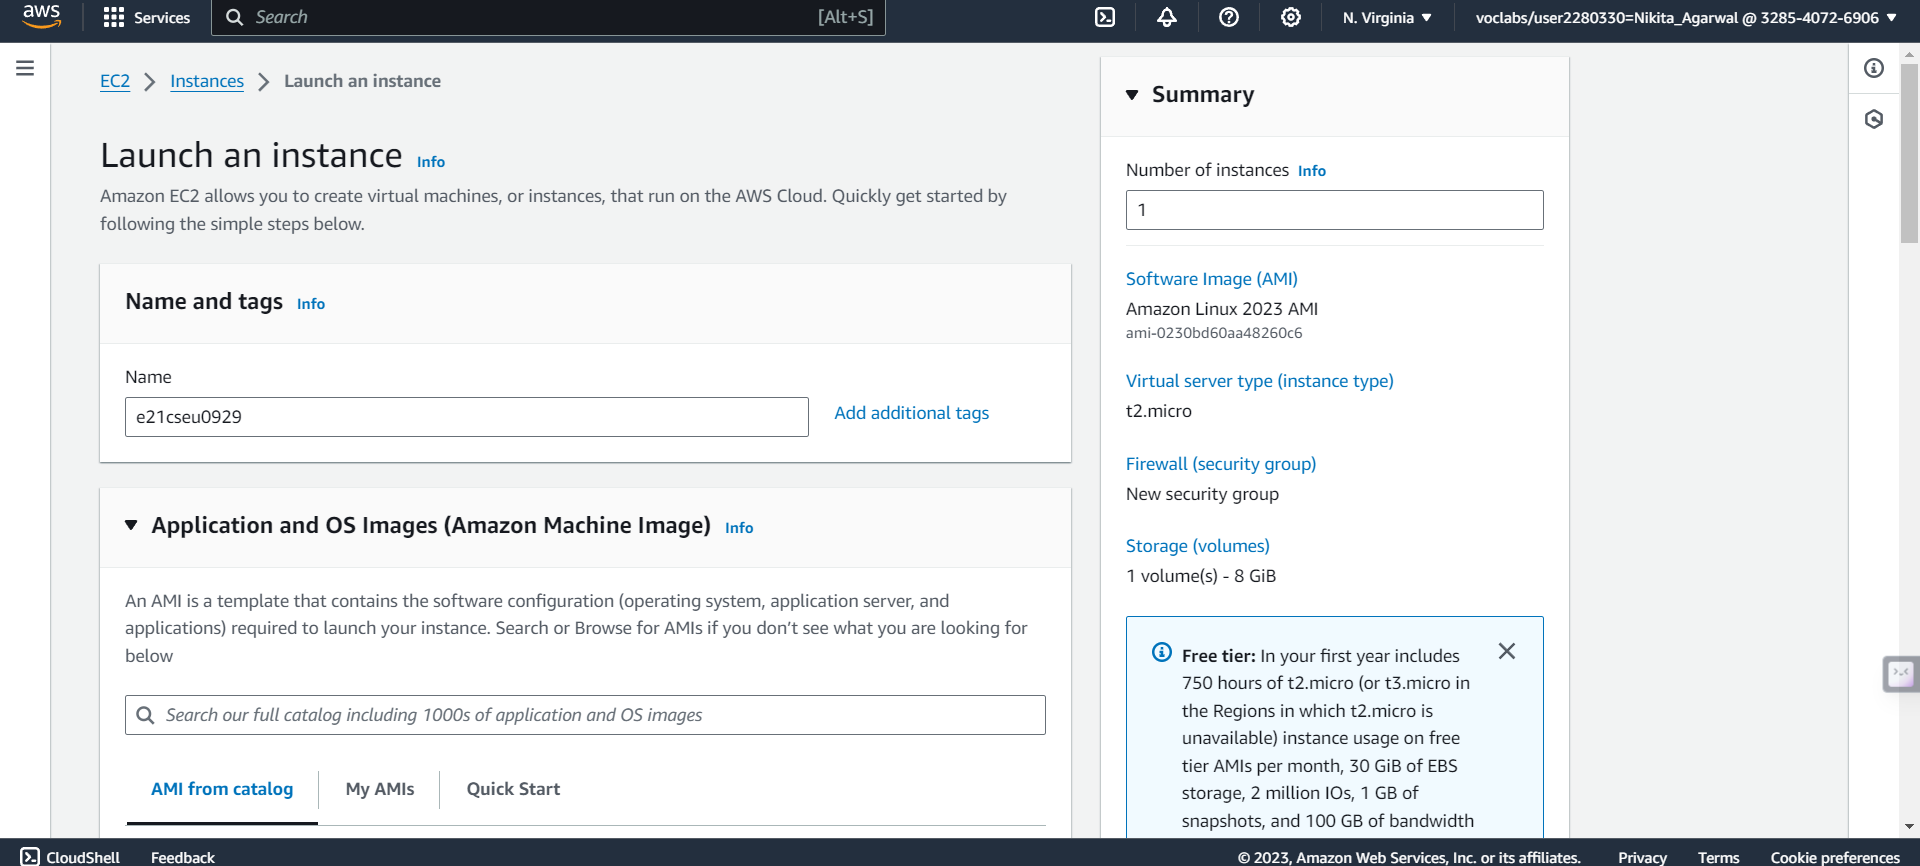 aws
Services
Search
[Alt+S]
N. Virginia
voclabs/user2280330=Nikita_Agarwal @ 3285-4072-6906
EC2
Instances
Launch an instance
Launch an instance Info
Amazon EC2 allows you to create virtual machines, or instances, that run on the AWS Cloud. Quickly get started by
following the simple steps below.
Name and tags Info
Name
e21cseu0929
Add additional tags
Application and OS Images (Amazon Machine Image) Info
An AMI is a template that contains the software configuration (operating system, application server, and
applications) required to launch your instance. Search or Browse for AMIs if you don’t see what you are looking for
below
Search our full catalog including 1000s of application and OS images
AMI from catalog
My AMIs
Quick Start
Summary
Number of instances Info
1
Software Image (AMI)
Amazon Linux 2023 AMI
ami-0230bd60aa48260c6
Virtual server type (instance type)
t2.micro
Firewall (security group)
New security group
Storage (volumes)
1 volume(s) - 8 GiB
Free tier: In your first year includes
750 hours of t2.micro (or t3.micro in
the Regions in which t2.micro is
unavailable) instance usage on free
tier AMIs per month, 30 GiB of EBS
storage, 2 million IOs, 1 GB of
snapshots, and 100 GB of bandwidth
CloudShell
Feedback
© 2023, Amazon Web Services, Inc. or its affiliates.
Privacy
Terms
Cookie preferences